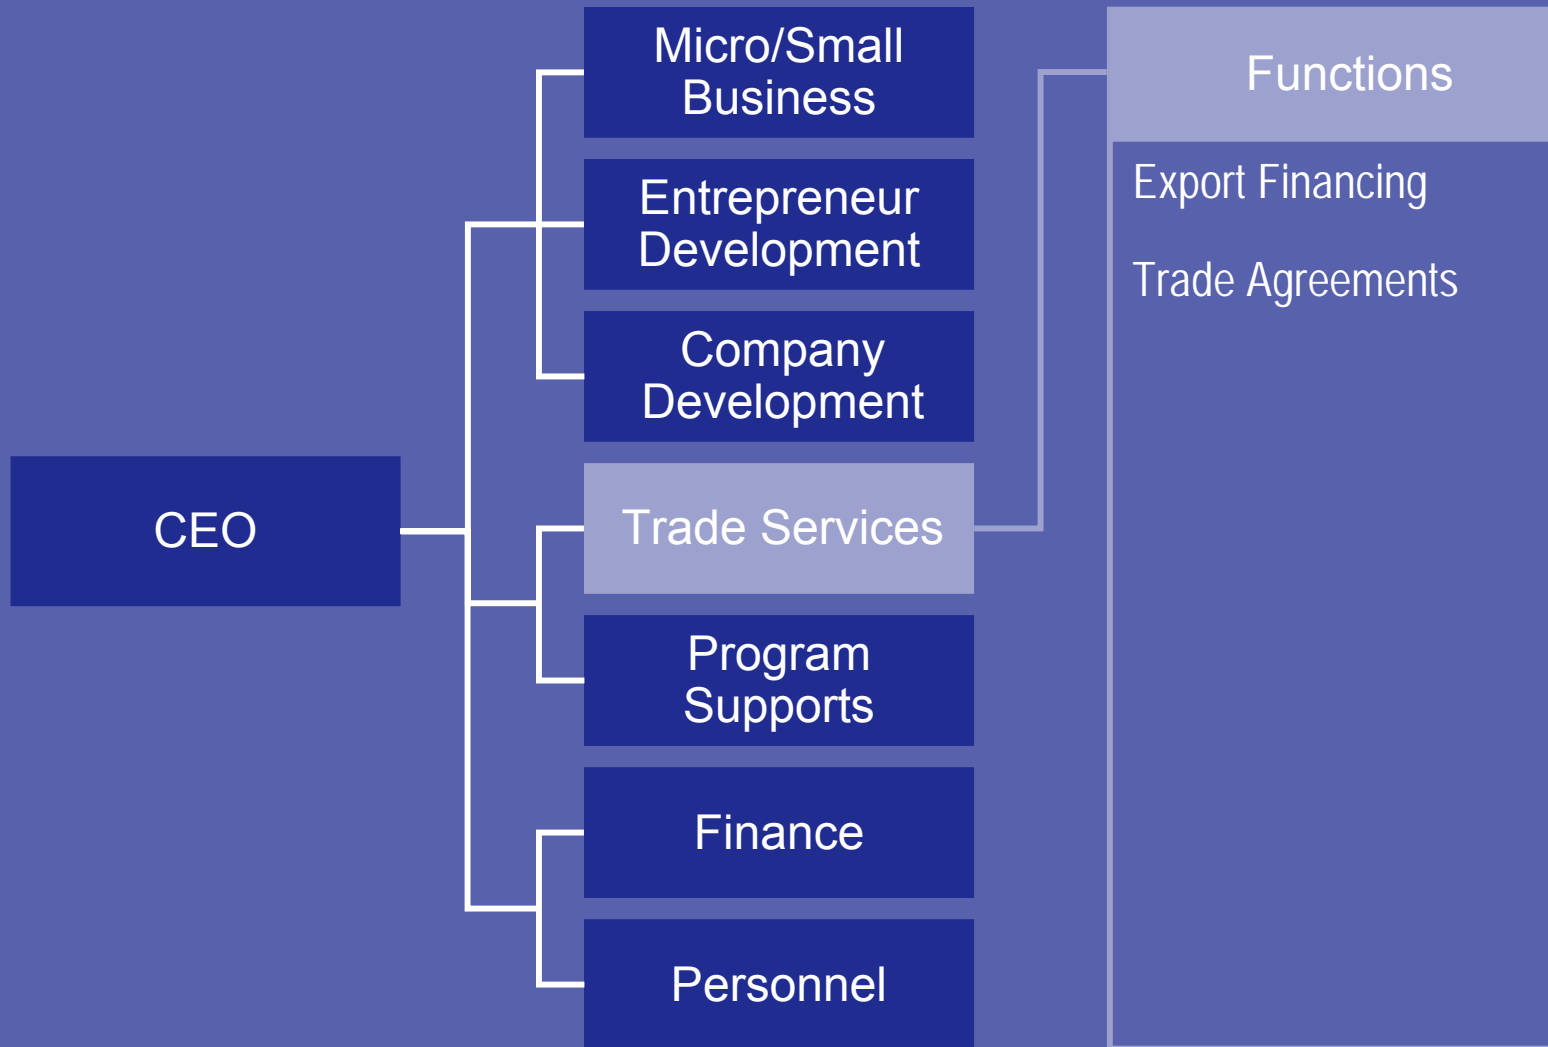 CEO
Micro/Small
Business
Entrepreneur
Development
Company
Development
Trade Services
Program
Supports
Finance
Personnel
Functions
Export Financing
Trade Agreements